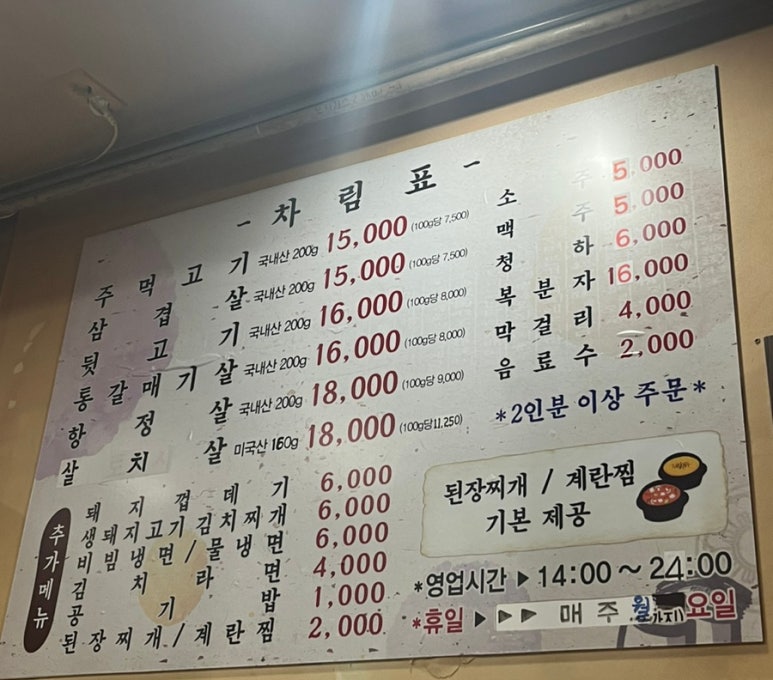 - 차림표 -
주먹고기 국내산 200g 15,000 (100g당 7,500)
삼겹살 국내산 200g 15,000 (100g당 7,500)
뒷고기 국내산 200g 16,000 (100g당 8,000)
통갈매기살 국내산 200g 16,000 (100g당 8,000)
항정살 국내산 200g 18,000 (100g당 9,000)
살치살 미국산 160g 18,000 (100g당 11,250)
추가메뉴
돼지껍데기 6,000
생돼지고기김치찌개 6,000
비빔냉면/물냉면 6,000
김치라면 4,000
공기밥 1,000
된장찌개/계란찜 2,000
소주 5,000
맥주 5,000
청하 6,000
복분자 16,000
막걸리 4,000
음료수 2,000
*2인분 이상 주문*
된장찌개 / 계란찜
기본 제공
*영업시간 ▶ 14:00 ~ 24:00
*휴일 ▶ ▶ ▶ 매주 월요일